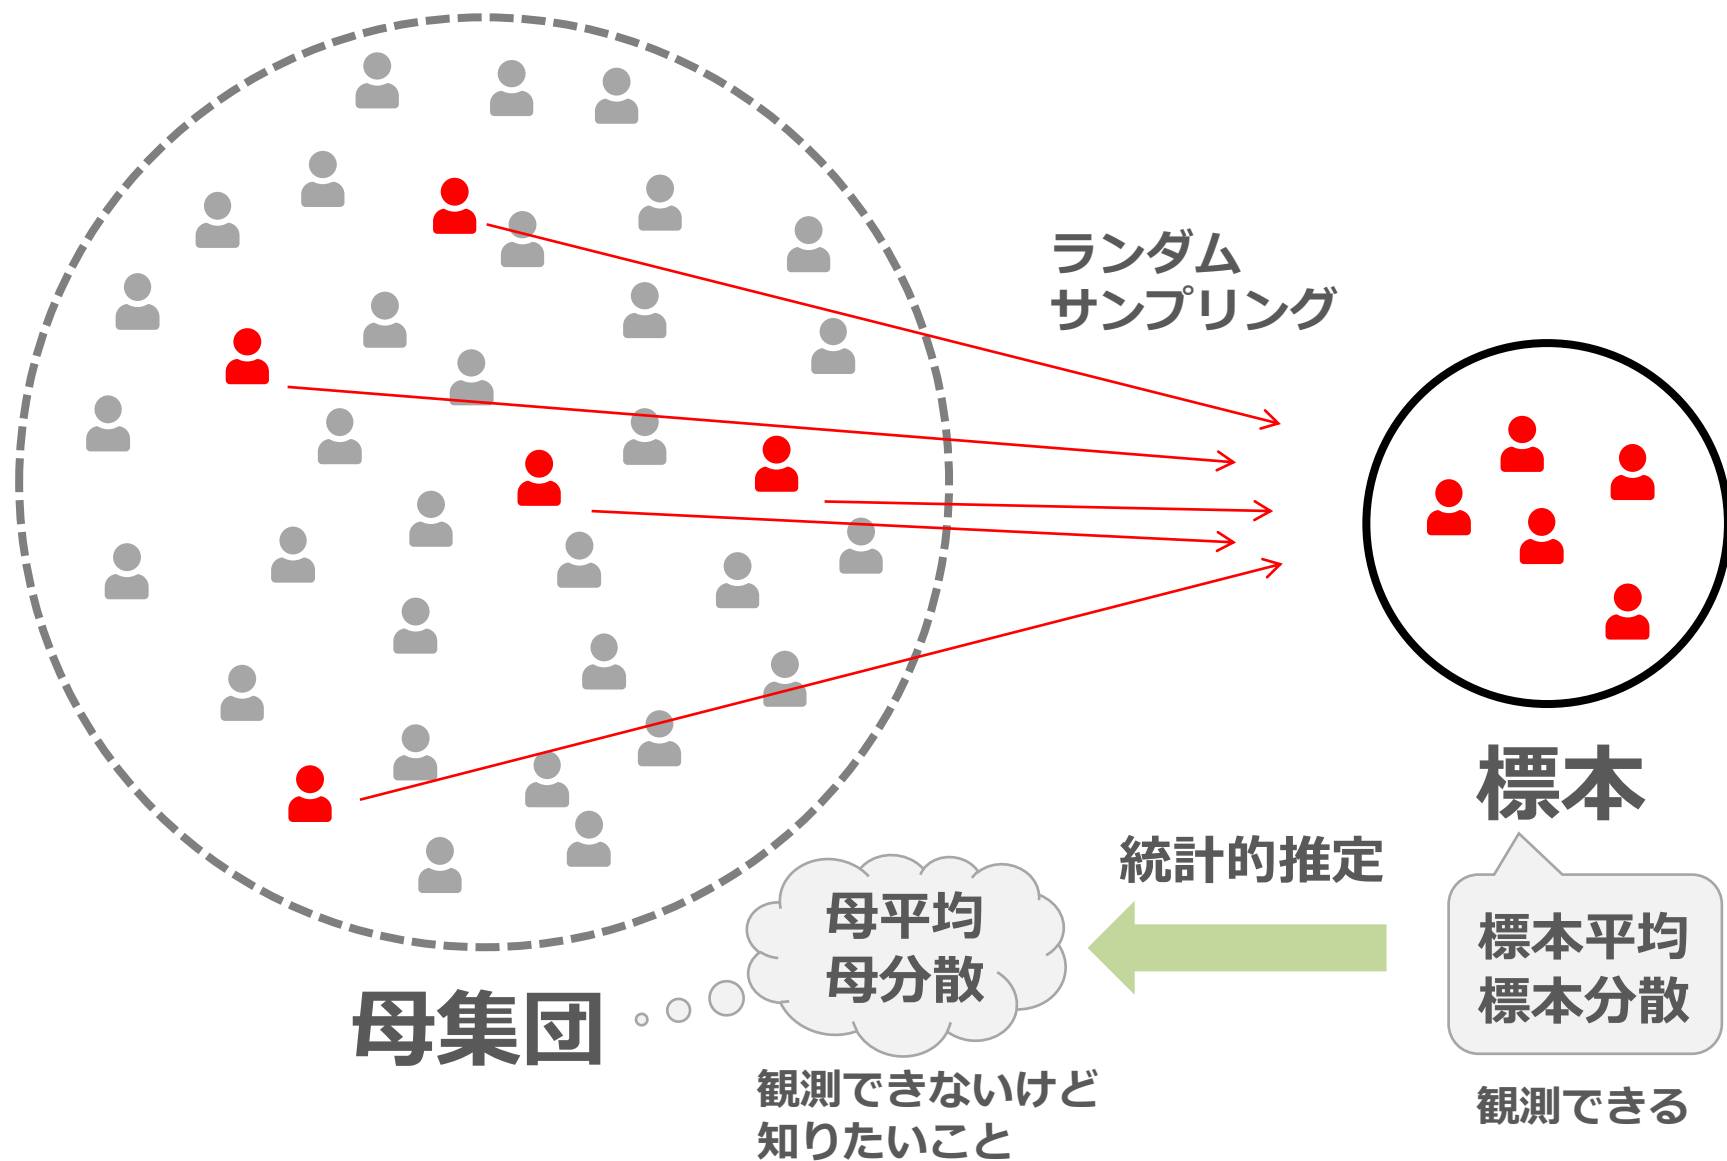 ランダム
サンプリング
標本
統計的推定
母平均
母分散
標本平均
標本分散
母集団
観測できないけど
知りたいこと
観測できる